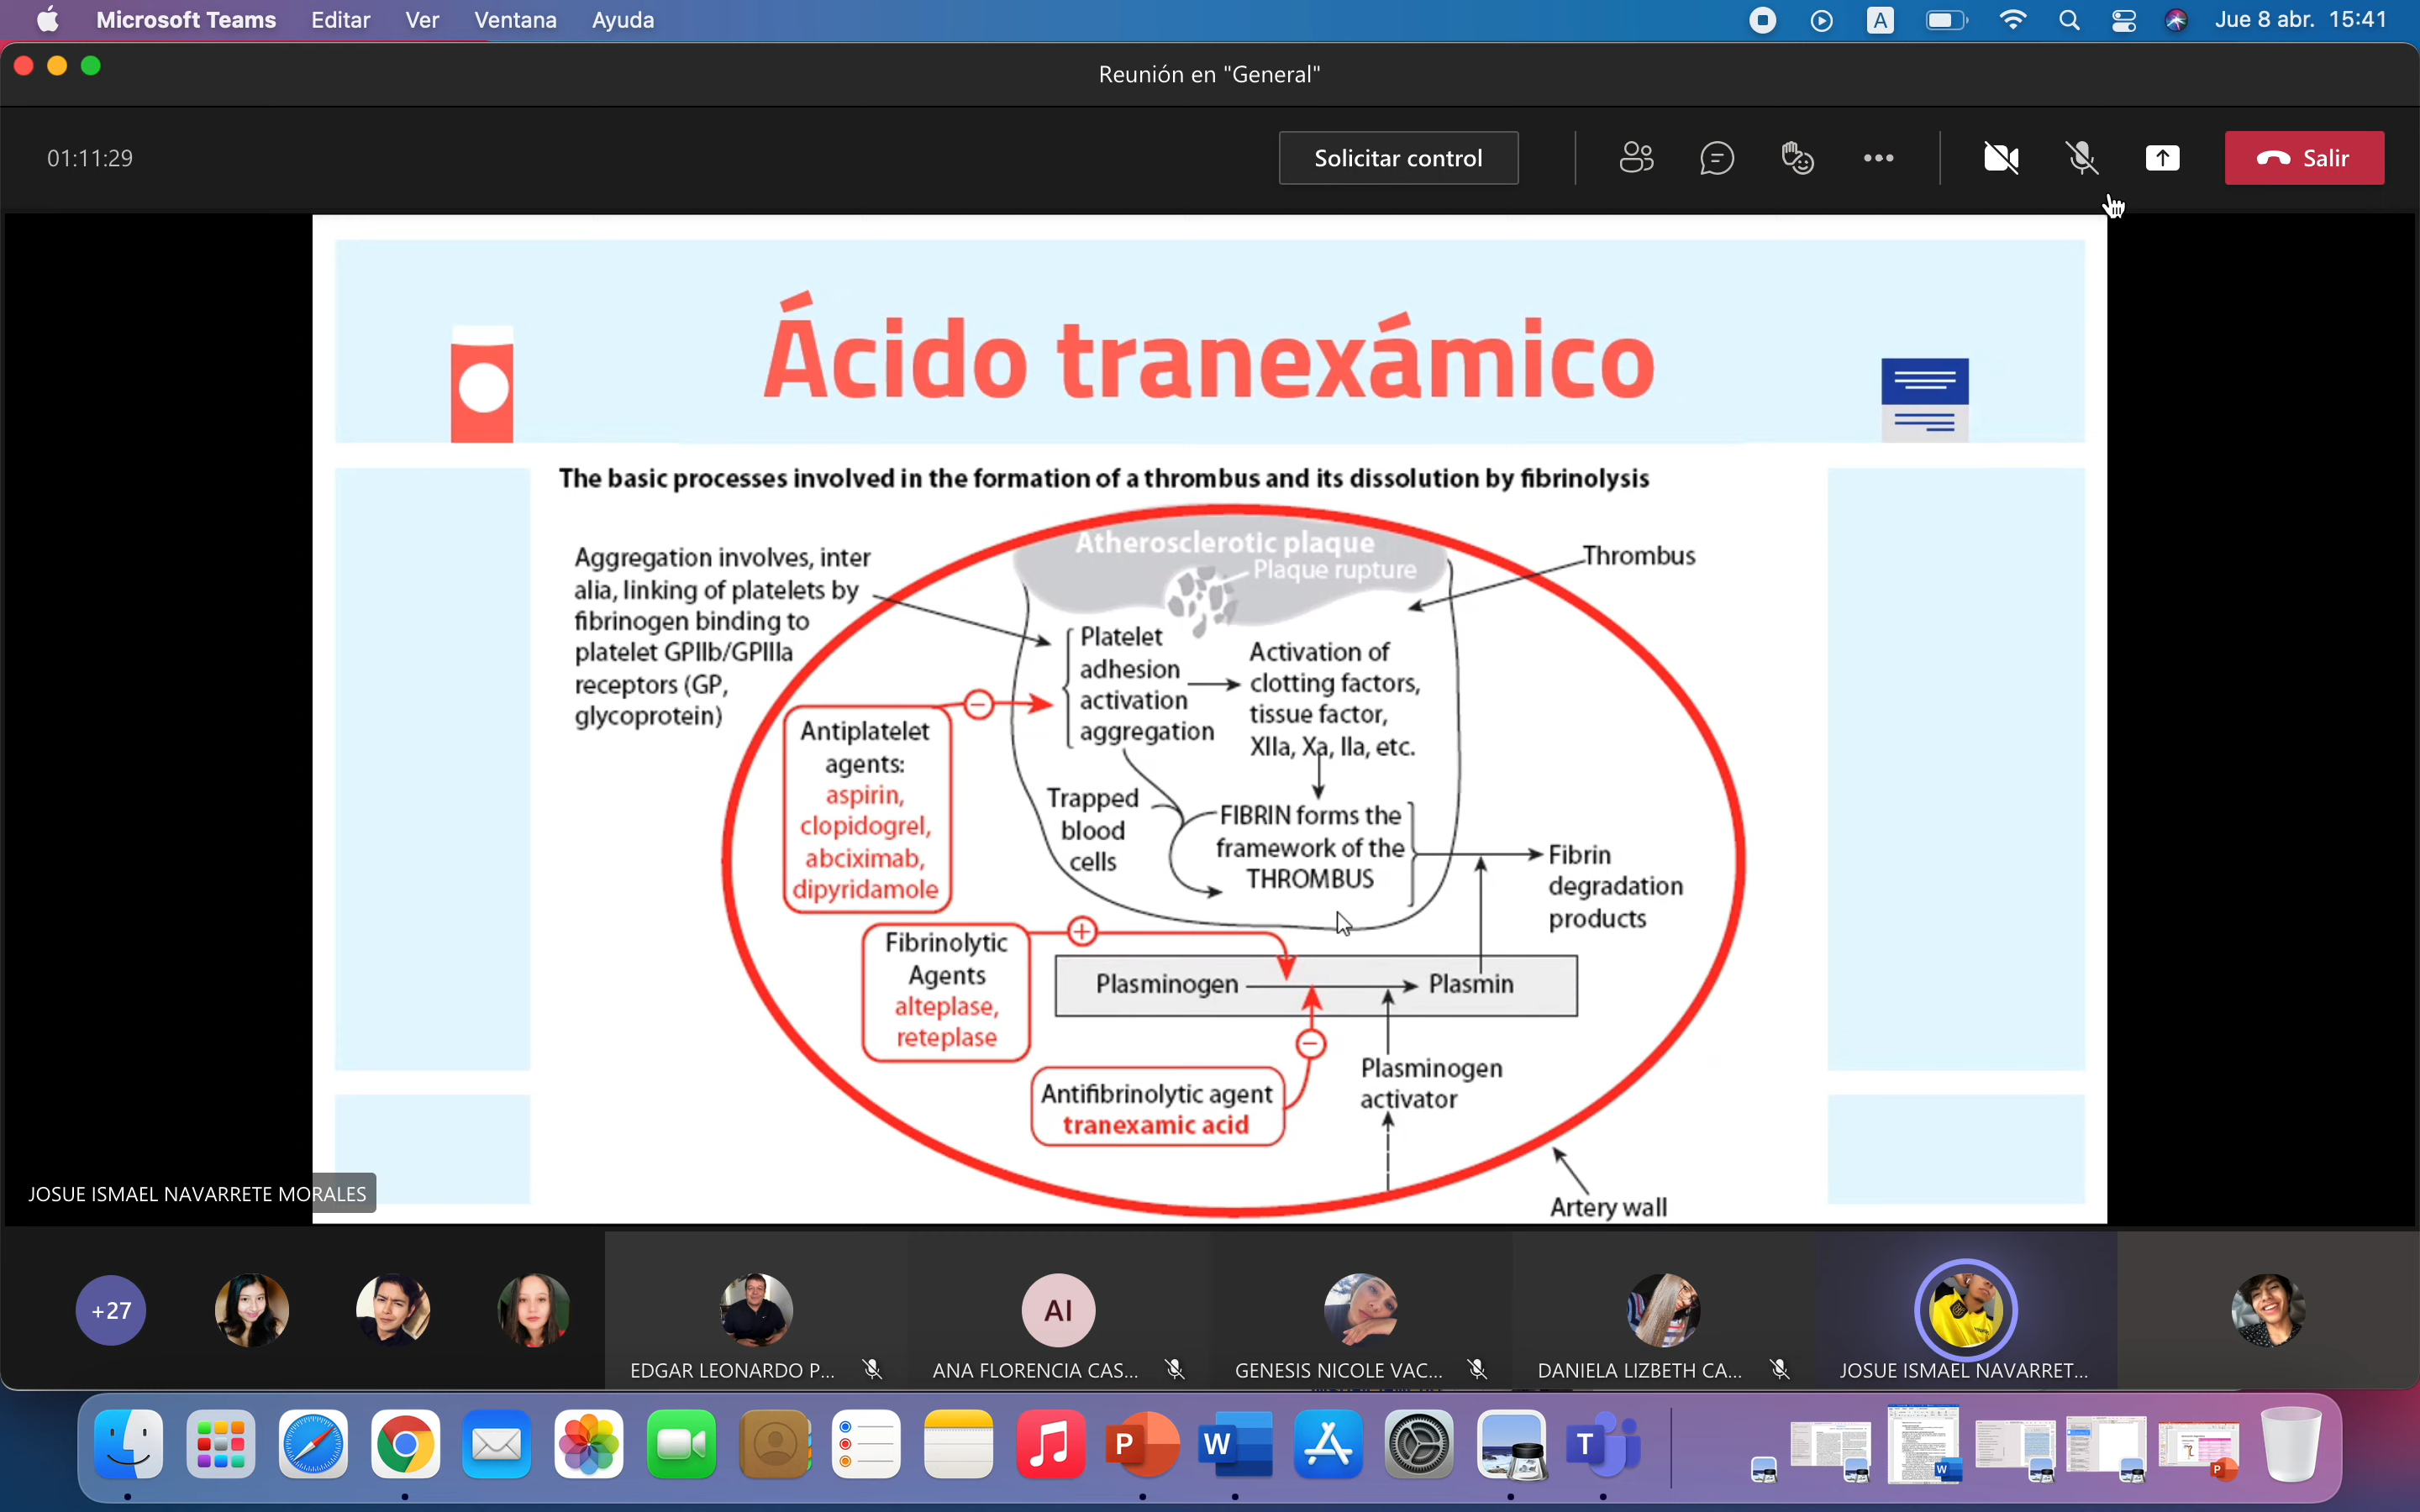 Microsoft Teams Editar Ver Ventana Ayuda
A
Jue 8 abr. 15:41
Reunión en "General"
01:11:29
Solicitar control
Salir
Ácido tranexámico
The basic processes involved in the formation of a thrombus and its dissolution by fibrinolysis
Aggregation involves, inter
alia, linking of platelets by
fibrinogen binding to
platelet GPIIb/GPIIIa
receptors (GP,
glycoprotein)
Atherosclerotic plaque
Plaque rupture
Thrombus
Platelet
adhesion
activation
aggregation
Activation of
clotting factors,
tissue factor,
XIIa, Xa, IIa, etc.
Antiplatelet
agents:
aspirin,
clopidogrel,
abciximab,
dipyridamole
Trapped
blood
cells
FIBRIN forms the
framework of the
THROMBUS
Fibrin
degradation
products
Fibrinolytic
Agents
alteplase,
reteplase
Plasminogen
Plasmin
Antifibrinolytic agent
tranexamic acid
Plasminogen
activator
Artery wall
JOSUE ISMAEL NAVARRETE MORALES
+27
AI
EDGAR LEONARDO P...
ANA FLORENCIA CAS...
GENESIS NICOLE VAC...
DANIELA LIZBETH CA...
JOSUE ISMAEL NAVARRET...
P
W
T
W
P